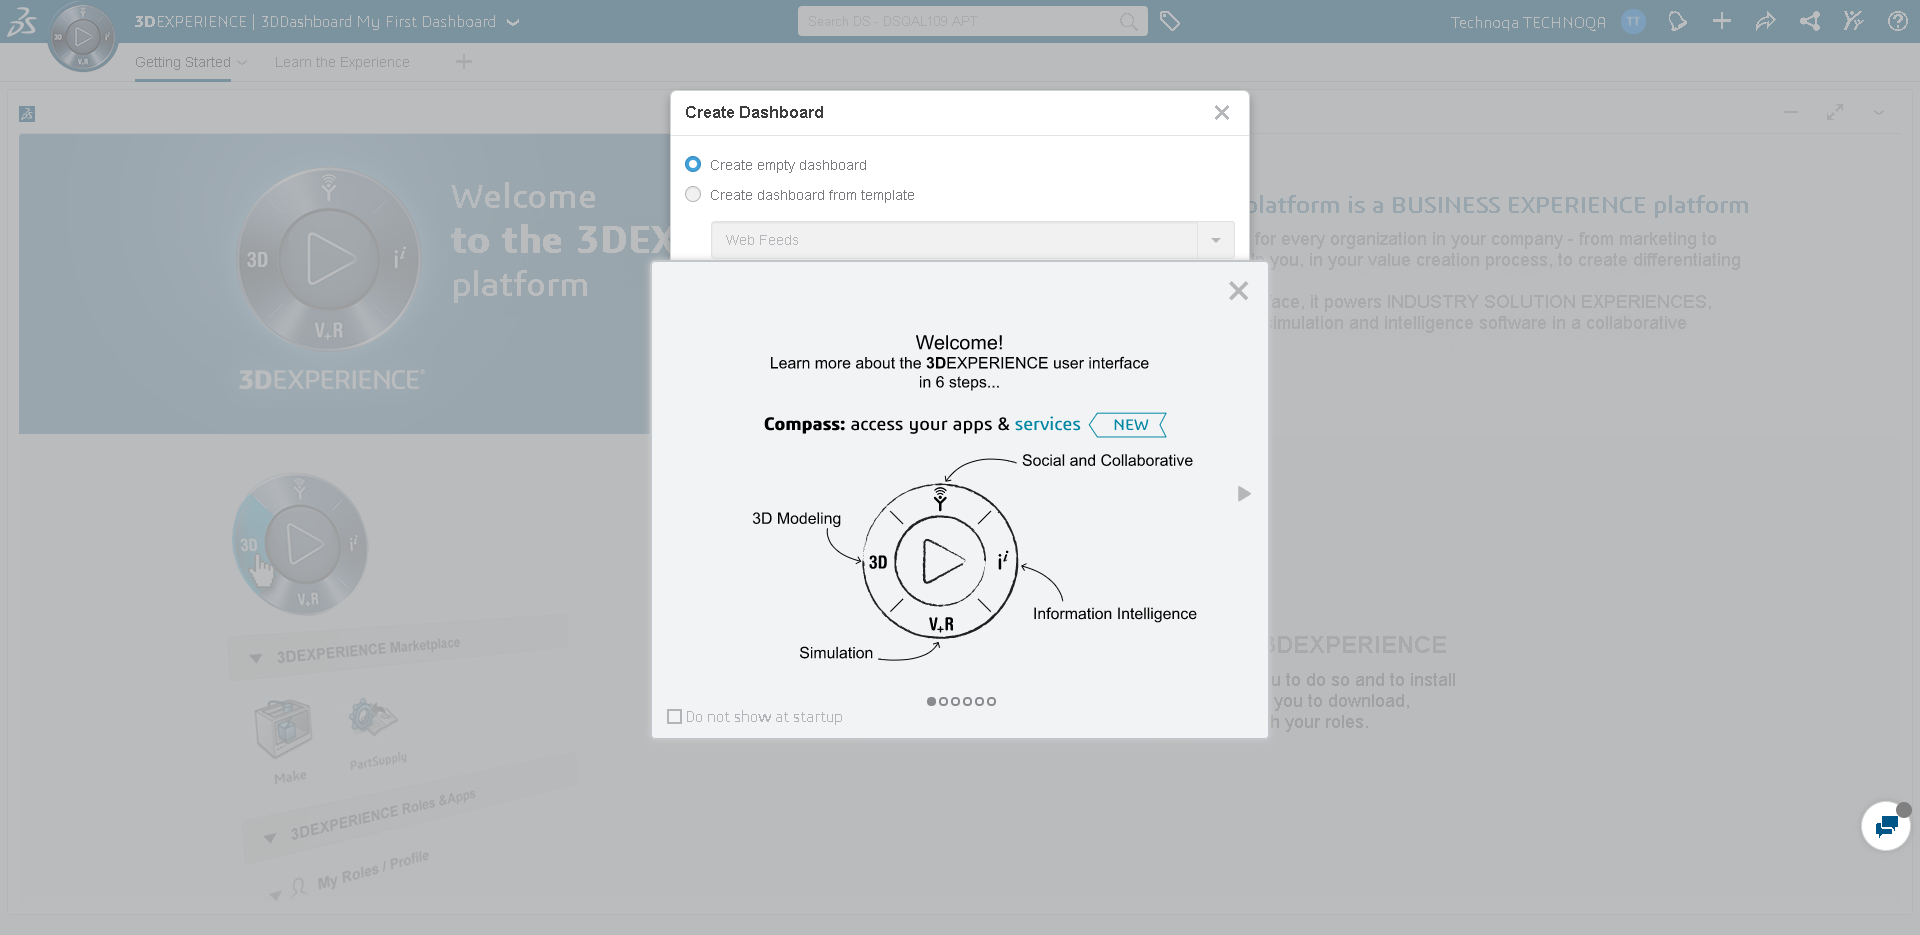 3DEXPERIENCE | 3DDashboard My First Dashboard
Search DS - DSQAL109 APT
Technoqa TECHNOQA
TT
3D
V+R
Getting Started
Learn the Experience
Create Dashboard
Create empty dashboard
Create dashboard from template
Web Feeds
Welcome
to the 3DEX
platform
3D
V+R
3DEXPERIENCE
platform is a BUSINESS EXPERIENCE platform
for every organization in your company - from marketing to
you, in your value creation process, to create differentiating
ace, it powers INDUSTRY SOLUTION EXPERIENCES,
simulation and intelligence software in a collaborative
Welcome!
Learn more about the 3DEXPERIENCE user interface
in 6 steps...
Compass: access your apps & services NEW
Social and Collaborative
3D Modeling
3D
Information Intelligence
V+R
Simulation
Do not show at startup
3D
V+R
3DEXPERIENCE Marketplace
Make
PartSupply
3DEXPERIENCE Roles &Apps
My Roles / Profile
3DEXPERIENCE
u to do so and to install
you to download,
h your roles.